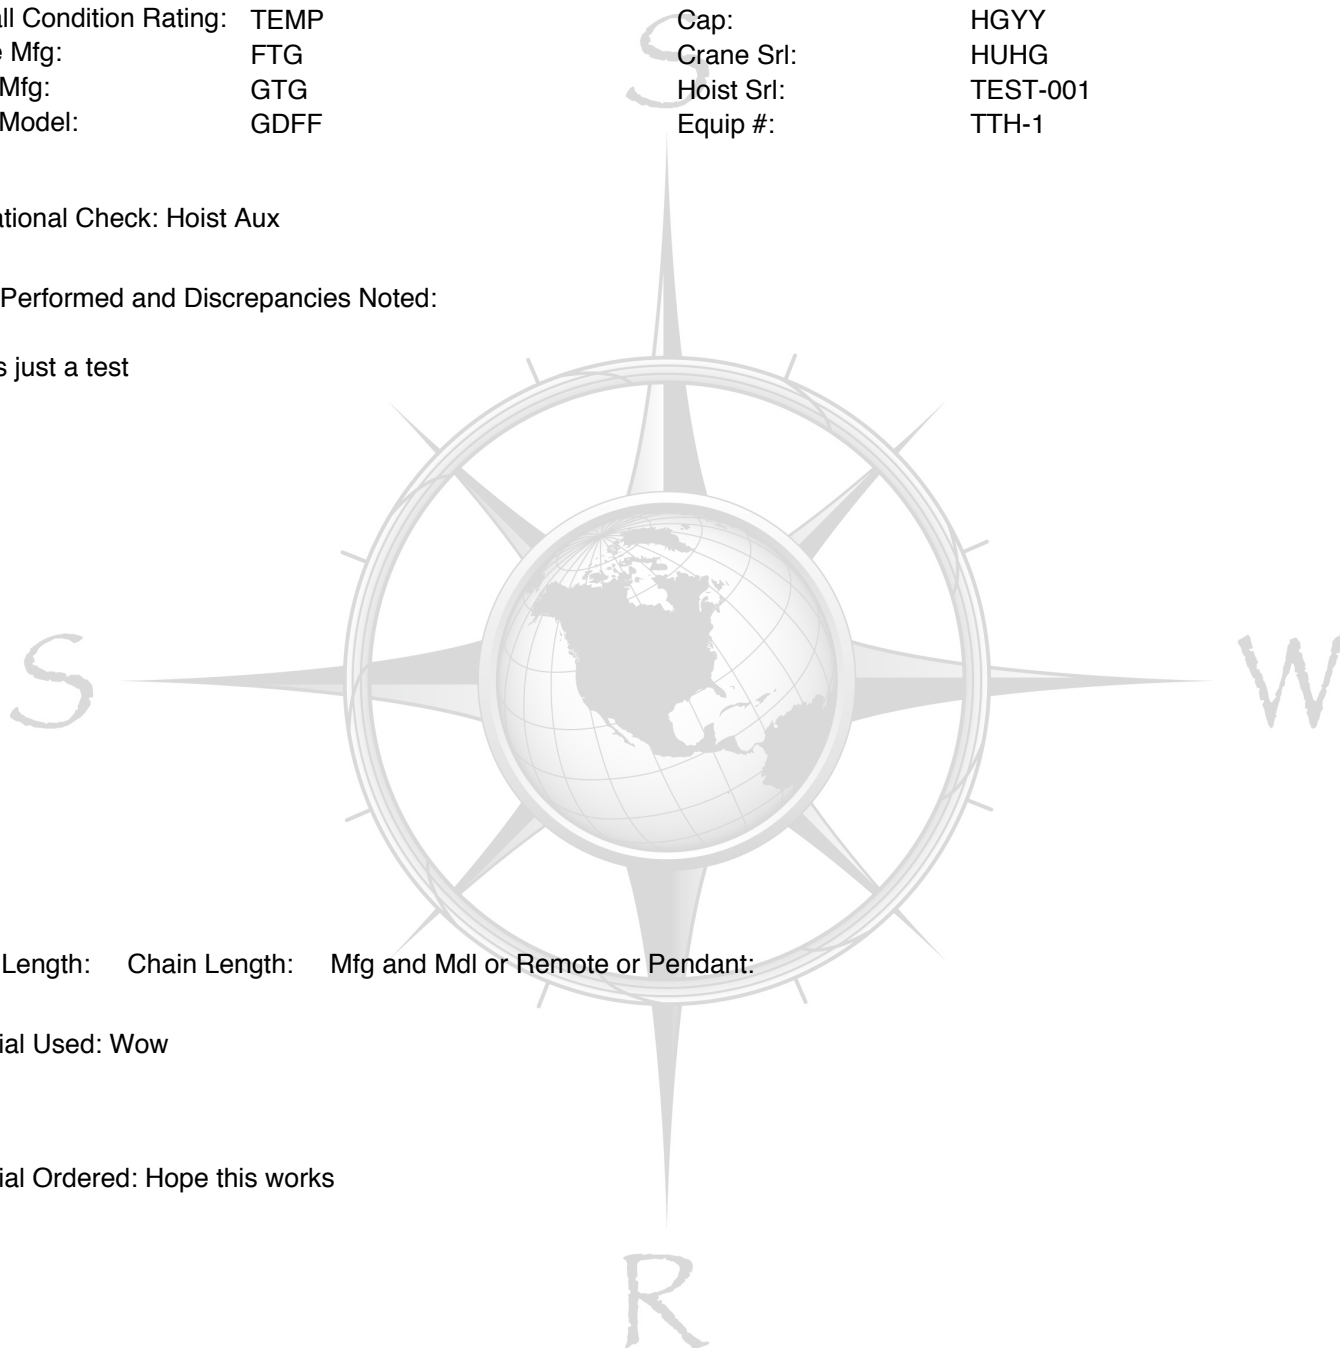 all Condition Rating: TEMP Cap: HGYY
e Mfg: FTG Crane Srl: HUHG
Mfg: GTG Hoist Srl: TEST-001
Model: GDFF Equip #: TTH-1
S
ational Check: Hoist Aux
Performed and Discrepancies Noted:
s just a test
S W
Length: Chain Length: Mfg and Mdl or Remote or Pendant:
ial Used: Wow
ial Ordered: Hope this works
R